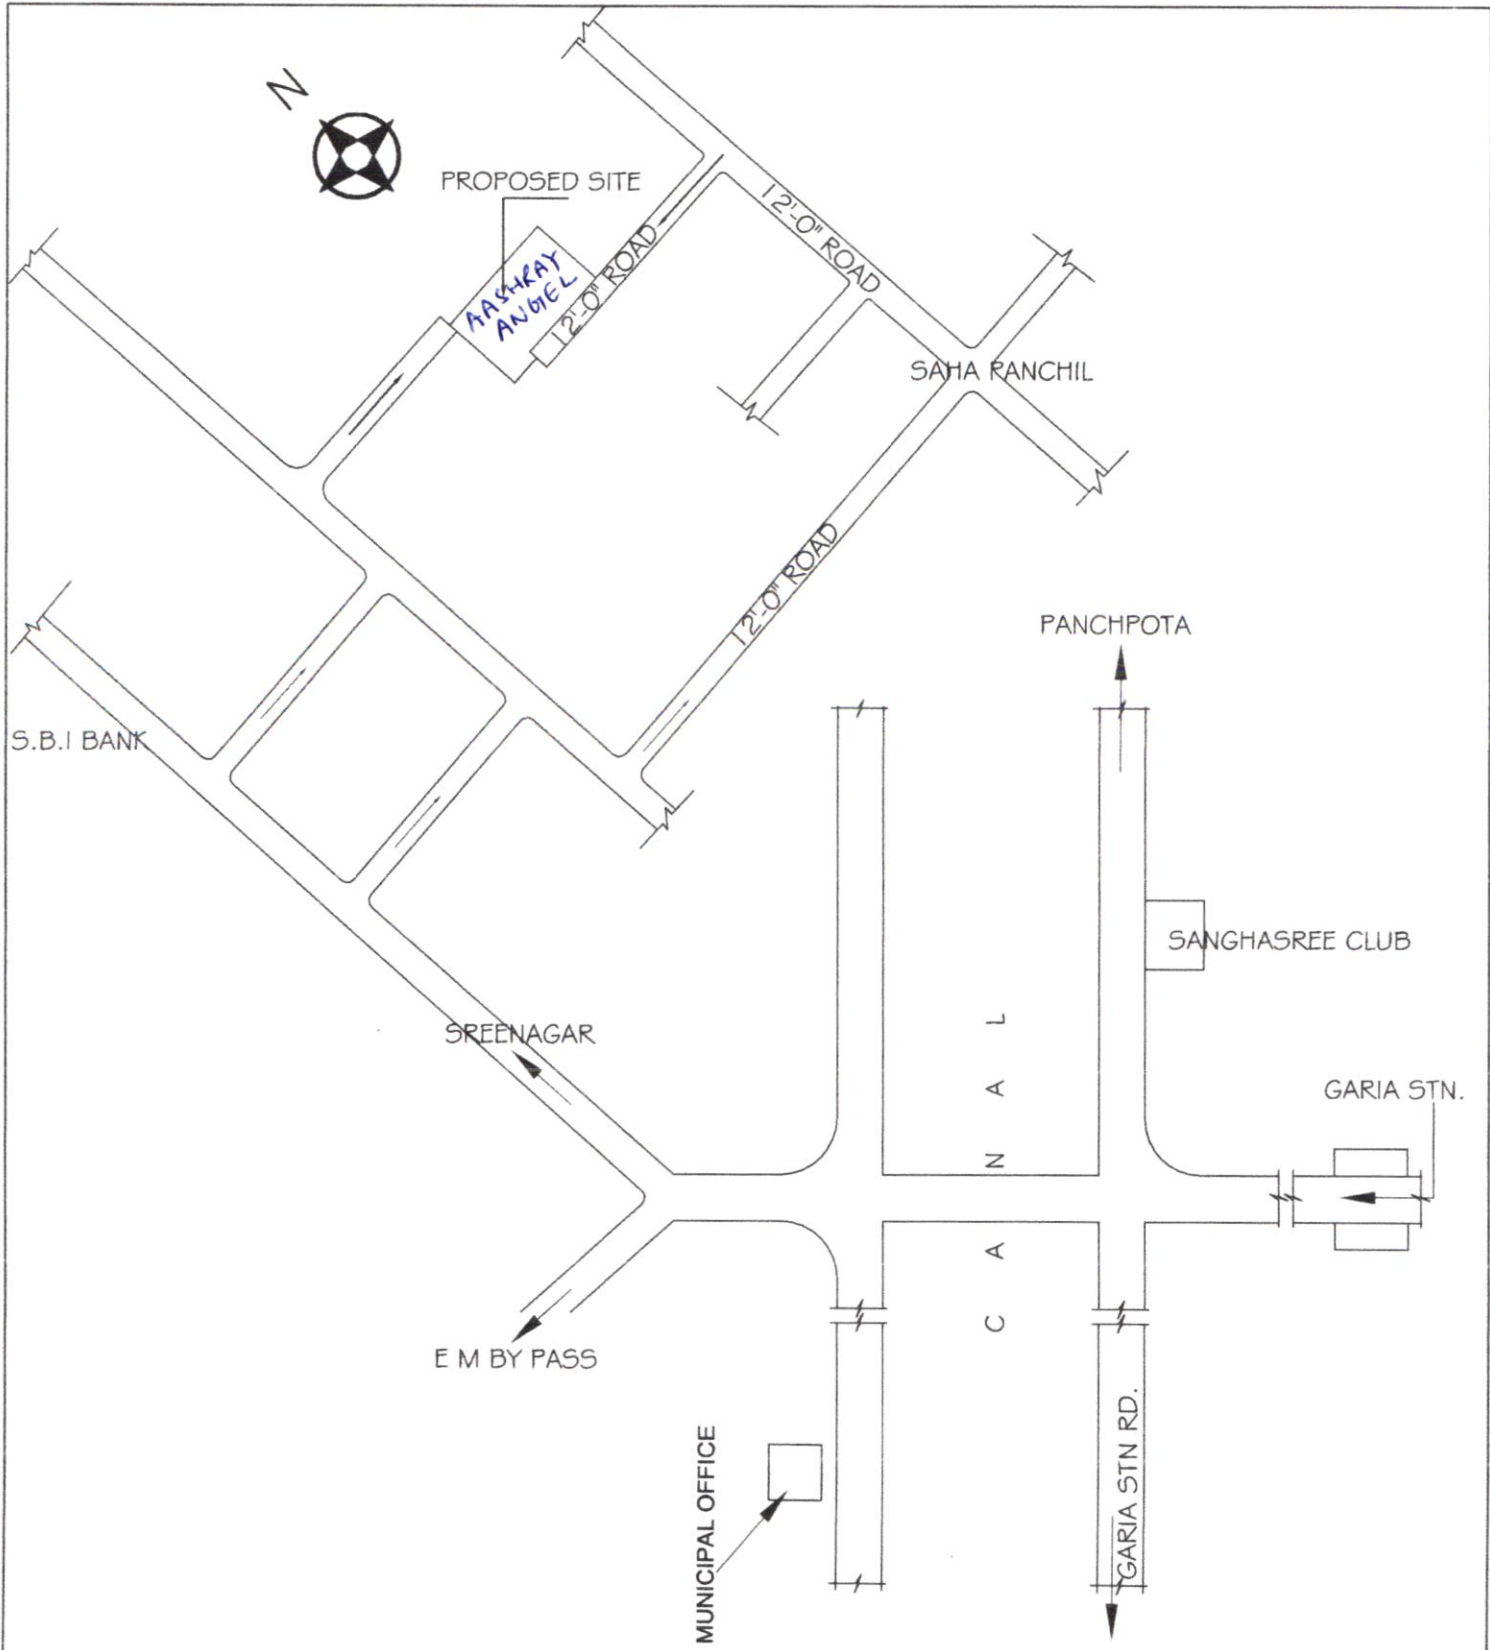 N
PROPOSED SITE
AASHRAY
ANGEL
12'-0" ROAD
12'-0" ROAD
SAHA PANCHIL
12'-0" ROAD
PANCHPOTA
S.B.I BANK
SANGHASREE CLUB
SREENAGAR
CANAL
GARIA STN.
E M BY PASS
MUNICIPAL OFFICE
GARIA STN RD.